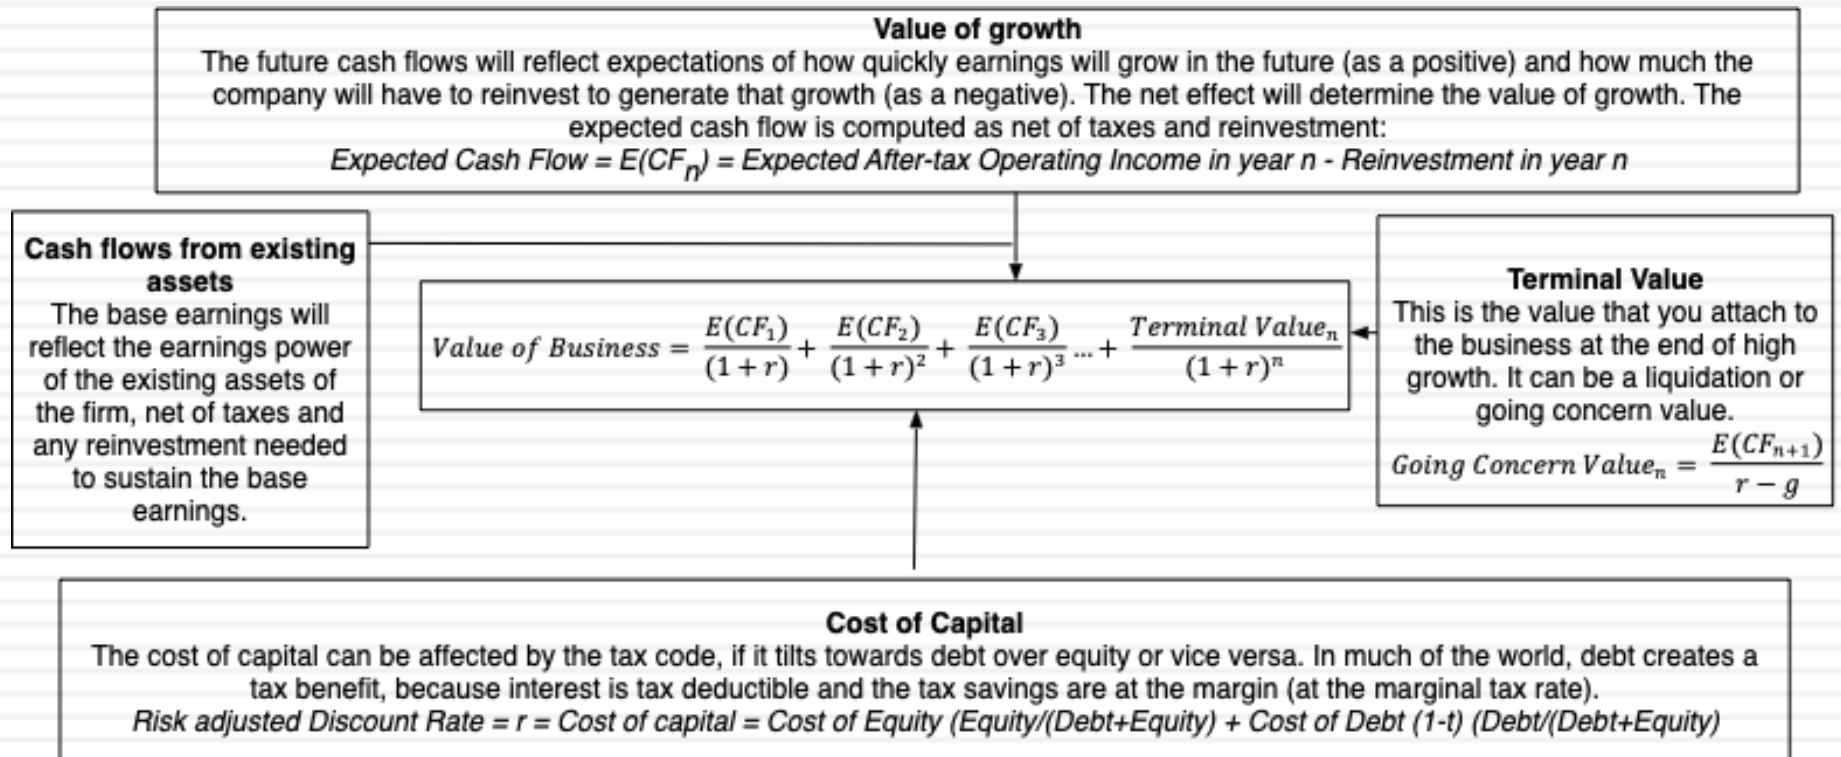 Value of growth
The future cash flows will reflect expectations of how quickly earnings will grow in the future (as a positive) and how much the
company will have to reinvest to generate that growth (as a negative). The net effect will determine the value of growth. The
expected cash flow is computed as net of taxes and reinvestment:
Expected Cash Flow = E(CFₙ) = Expected After-tax Operating Income in year n - Reinvestment in year n
Cash flows from existing
assets
The base earnings will
reflect the earnings power
of the existing assets of
the firm, net of taxes and
any reinvestment needed
to sustain the base
earnings.
Value of Business = E(CF₁)/(1 + r) + E(CF₂)/(1 + r)² + E(CF₃)/(1 + r)³ ... + Terminal Valueₙ/(1 + r)ⁿ
Terminal Value
This is the value that you attach to
the business at the end of high
growth. It can be a liquidation or
going concern value.
Going Concern Valueₙ = E(CFₙ₊₁)/(r − g)
Cost of Capital
The cost of capital can be affected by the tax code, if it tilts towards debt over equity or vice versa. In much of the world, debt creates a
tax benefit, because interest is tax deductible and the tax savings are at the margin (at the marginal tax rate).
Risk adjusted Discount Rate = r = Cost of capital = Cost of Equity (Equity/(Debt+Equity) + Cost of Debt (1-t) (Debt/(Debt+Equity)